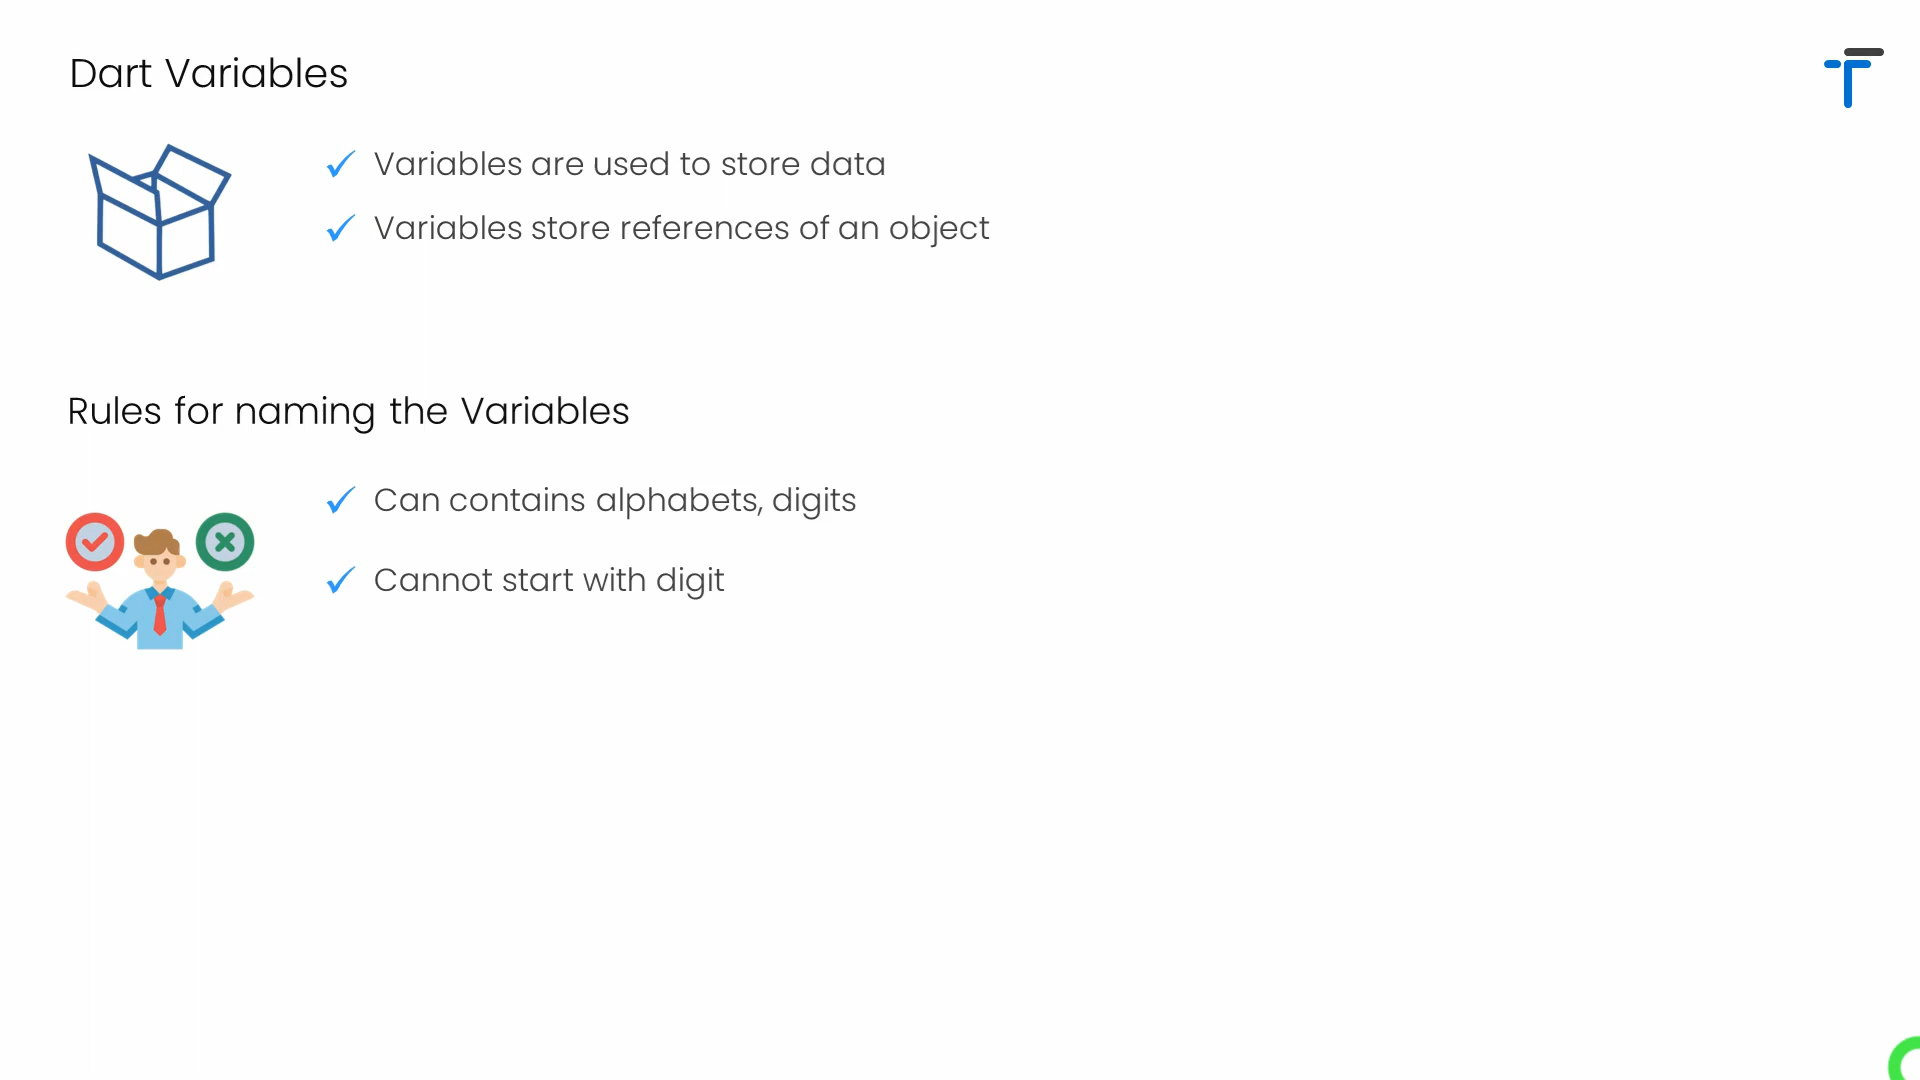 Dart Variables
Variables are used to store data
Variables store references of an object
Rules for naming the Variables
Can contains alphabets, digits
Cannot start with digit